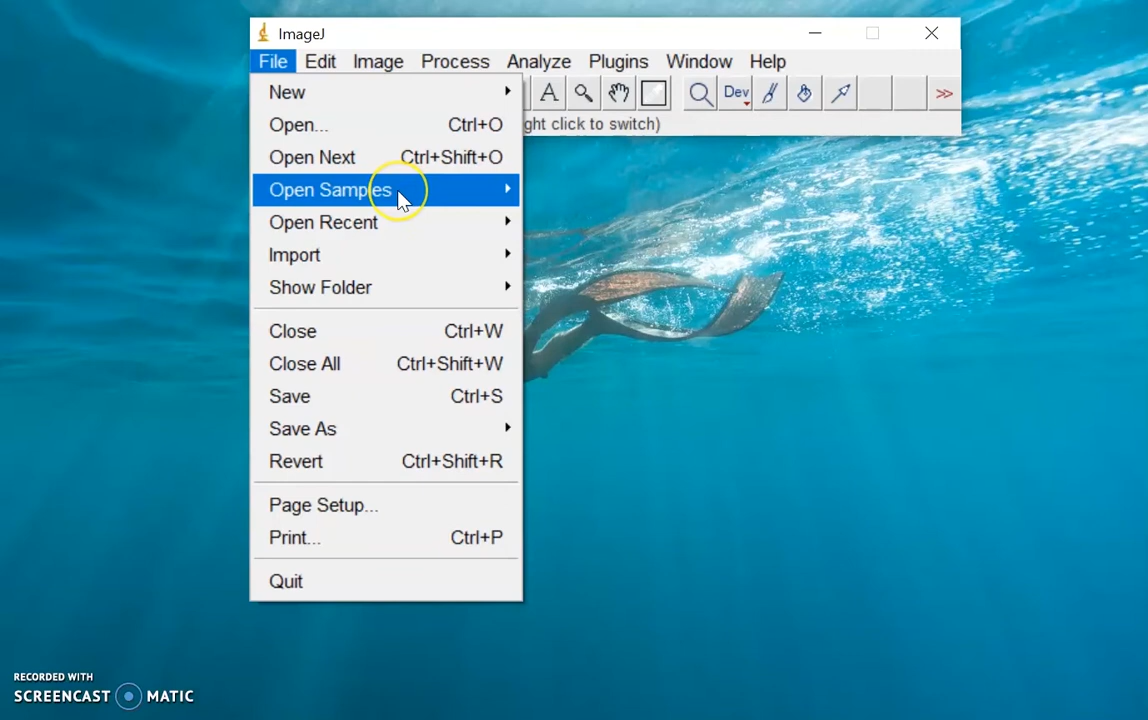 ImageJ
File Edit Image Process Analyze Plugins Window Help
A Dev >>
ght click to switch)
New
Open... Ctrl+O
Open Next Ctrl+Shift+O
Open Samples
Open Recent
Import
Show Folder
Close Ctrl+W
Close All Ctrl+Shift+W
Save Ctrl+S
Save As
Revert Ctrl+Shift+R
Page Setup...
Print... Ctrl+P
Quit
RECORDED WITH
SCREENCAST MATIC